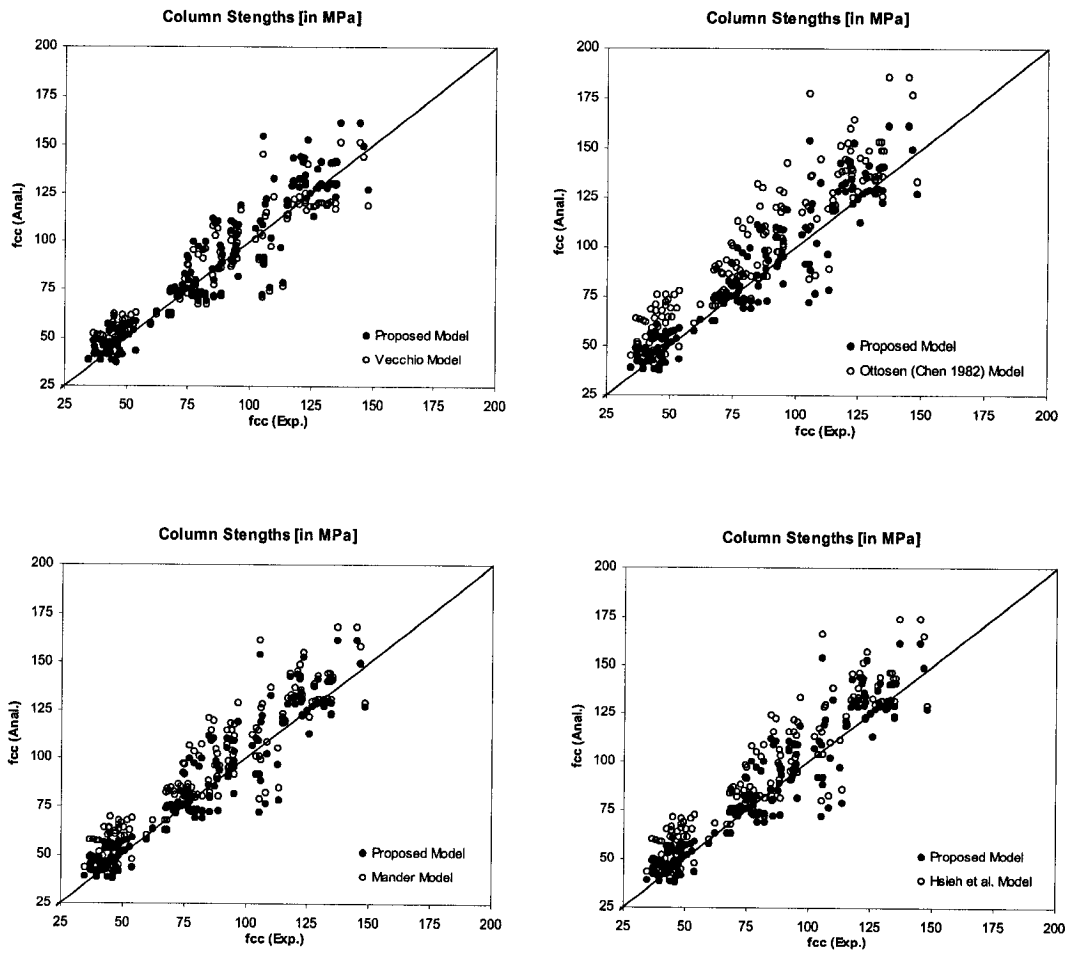 Column Stengths [in MPa]
200
175
150
125
100
75
50
25
fcc (Anal.)
Proposed Model
Vecchio Model
25 50 75 100 125 150 175 200
fcc (Exp.)
Column Stengths [in MPa]
200
175
150
125
100
75
50
25
fcc (Anal.)
Proposed Model
Ottosen (Chen 1982) Model
25 50 75 100 125 150 175 200
fcc (Exp.)
Column Stengths [in MPa]
200
175
150
125
100
75
50
25
fcc (Anal.)
Proposed Model
Mander Model
25 50 75 100 125 150 175 200
fcc (Exp.)
Column Stengths [in MPa]
200
175
150
125
100
75
50
25
fcc (Anal.)
Proposed Model
Hsieh et al. Model
25 50 75 100 125 150 175 200
fcc (Exp.)